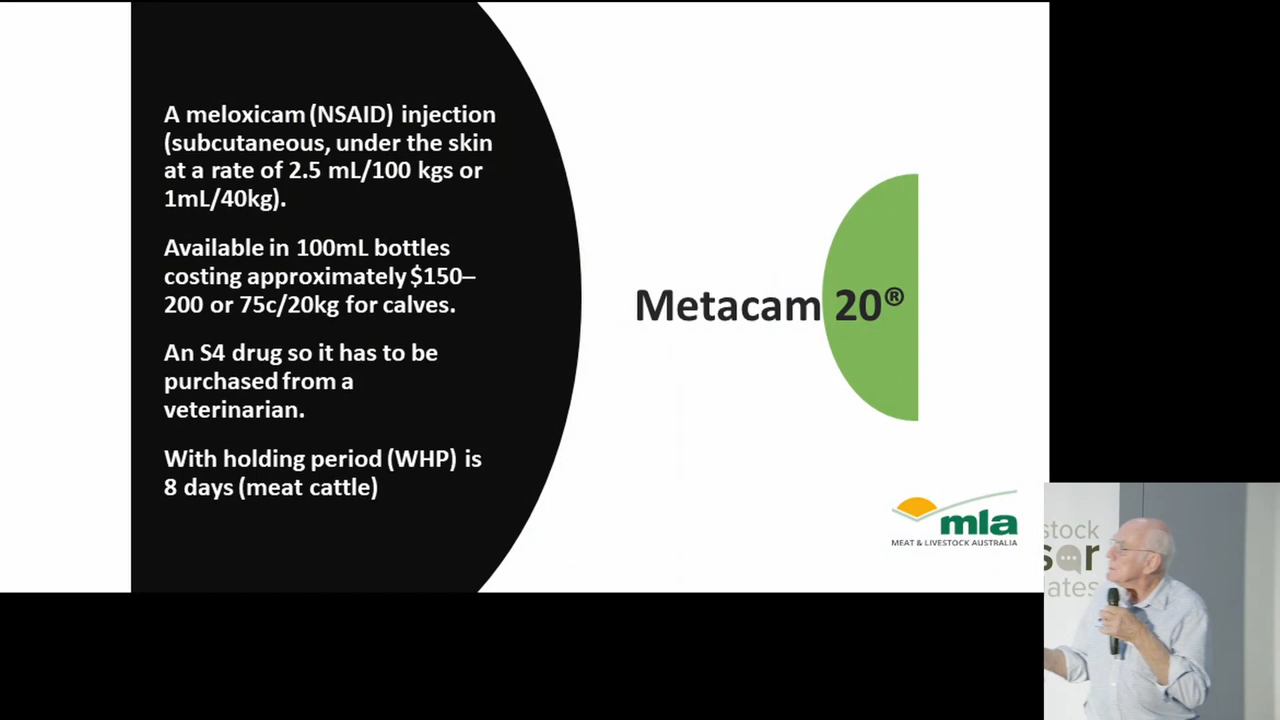 A meloxicam (NSAID) injection
(subcutaneous, under the skin
at a rate of 2.5 mL/100 kgs or
1mL/40kg).
Available in 100mL bottles
costing approximately $150–
200 or 75c/20kg for calves.
An S4 drug so it has to be
purchased from a
veterinarian.
With holding period (WHP) is
8 days (meat cattle)
Metacam 20®
mla
MEAT & LIVESTOCK AUSTRALIA
stock
ates